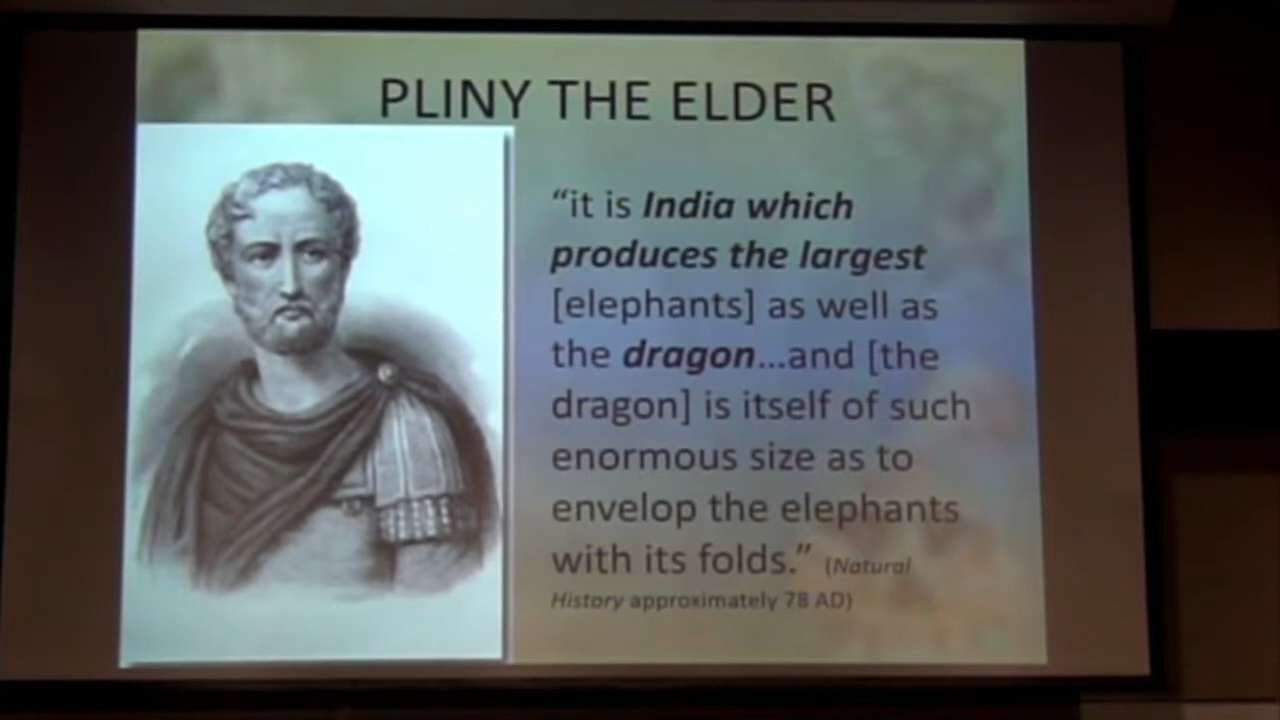 PLINY THE ELDER
“it is India which
produces the largest
[elephants] as well as
the dragon...and [the
dragon] is itself of such
enormous size as to
envelop the elephants
with its folds.” (Natural
History approximately 78 AD)